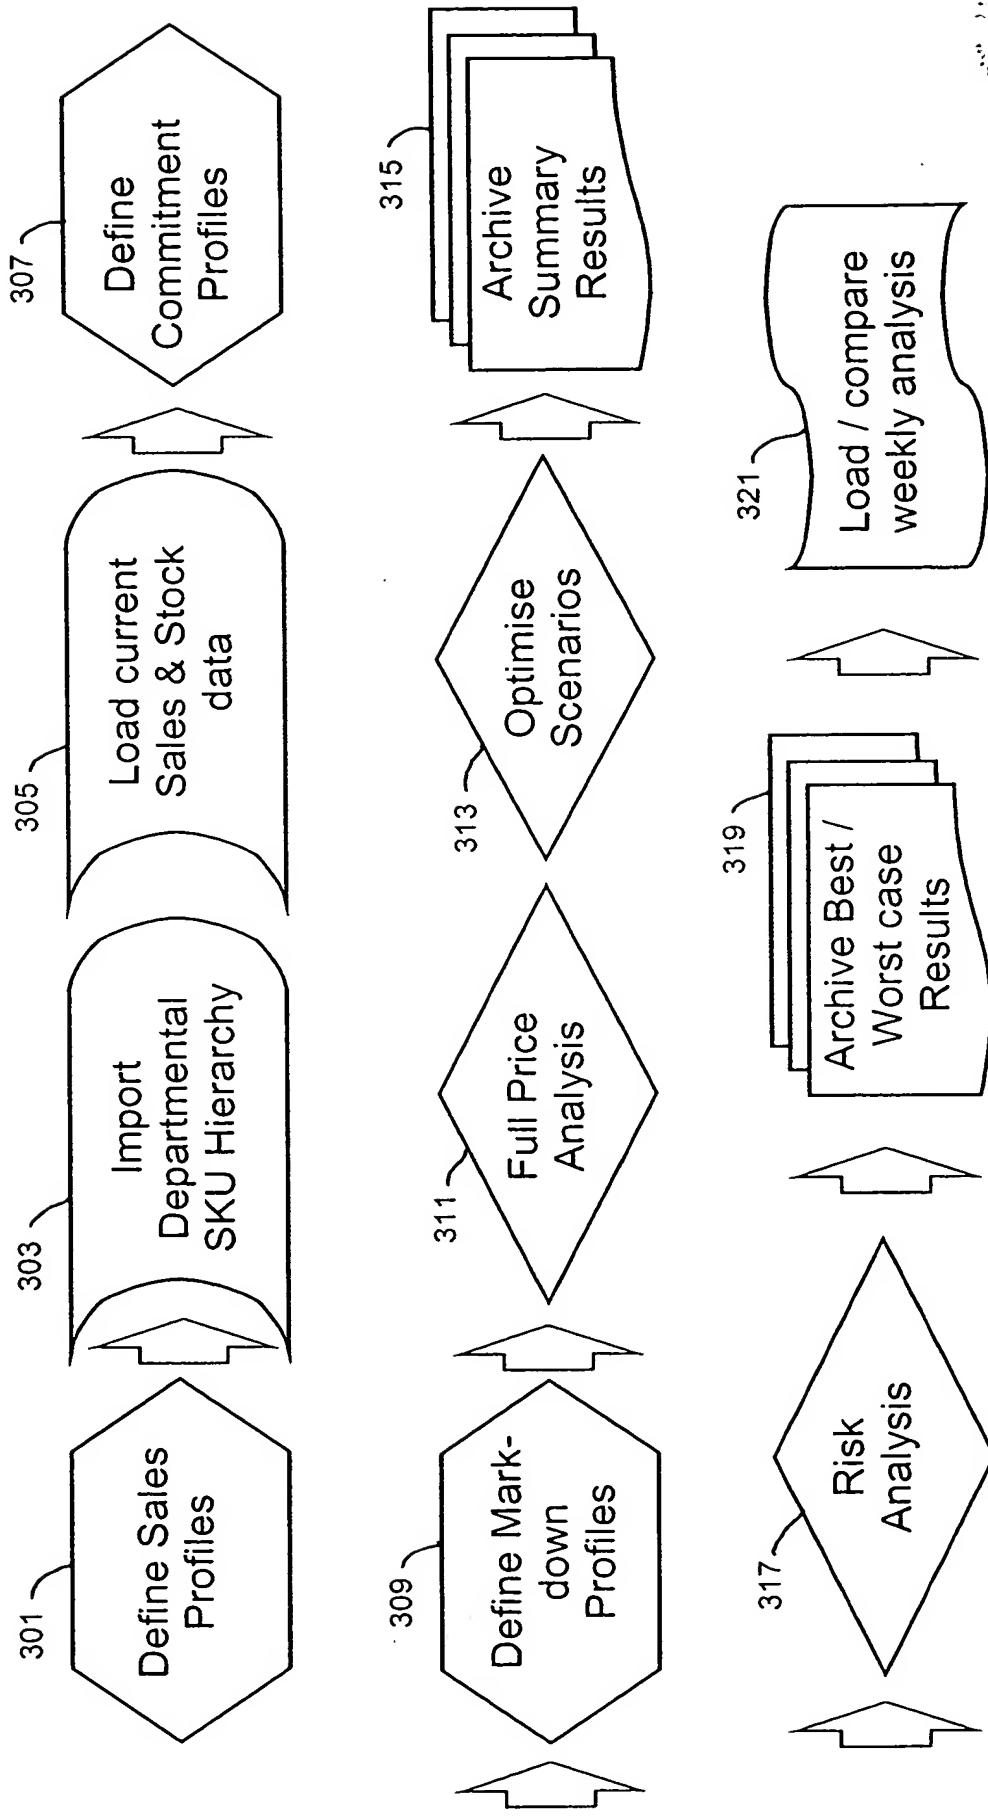 301
Define Sales
Profiles
303
Import
Departmental
SKU Hierarchy
305
Load current
Sales & Stock
data
307
Define
Commitment
Profiles
309
Define Mark-
down
Profiles
311
Full Price
Analysis
313
Optimise
Scenarios
315
Archive
Summary
Results
317
Risk
Analysis
319
Archive Best /
Worst case
Results
321
Load / compare
weekly analysis